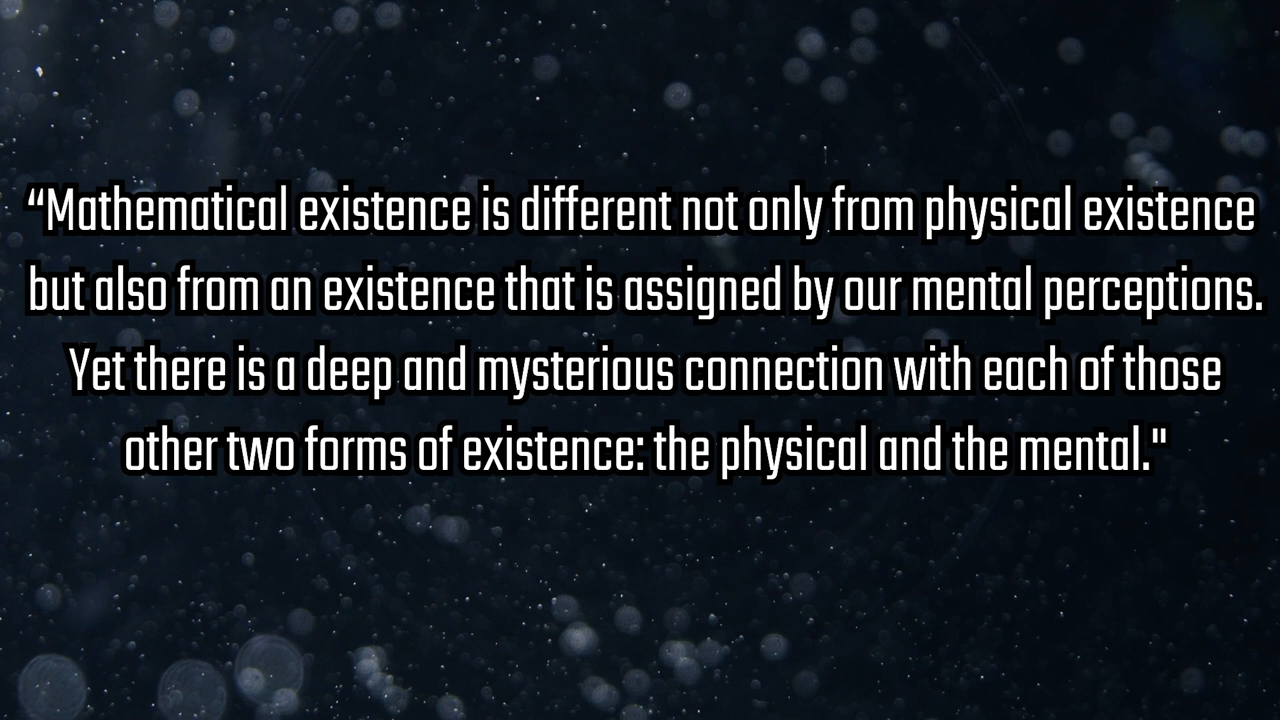 “Mathematical existence is different not only from physical existence
but also from an existence that is assigned by our mental perceptions.
Yet there is a deep and mysterious connection with each of those
other two forms of existence: the physical and the mental."